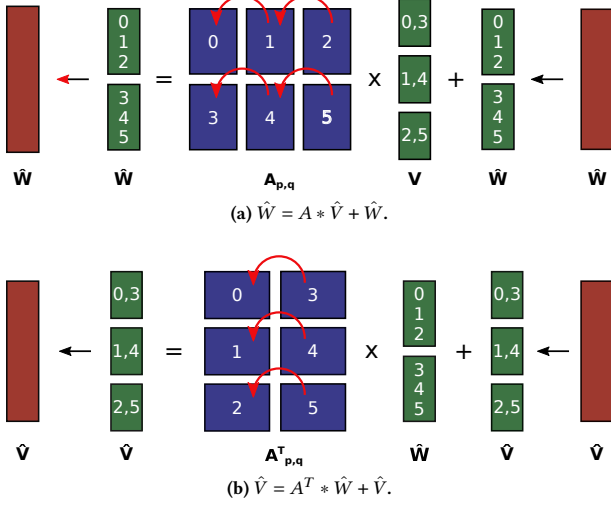 0 1 2 = 0 1 2 x 0,3 + 0 1 2
3 4 5 3 4 5 1,4 3 4 5
2,5
Ŵ Ŵ A_{p,q} V Ŵ Ŵ
(a) Ŵ = A ∗ V̂ + Ŵ.
0,3 0 3 0 1 2 0,3
1,4 = 1 4 x 3 4 5 + 1,4
2,5 2 5 2,5
V̂ V̂ A^T_{p,q} Ŵ V̂ V̂
(b) V̂ = A^T ∗ Ŵ + V̂.